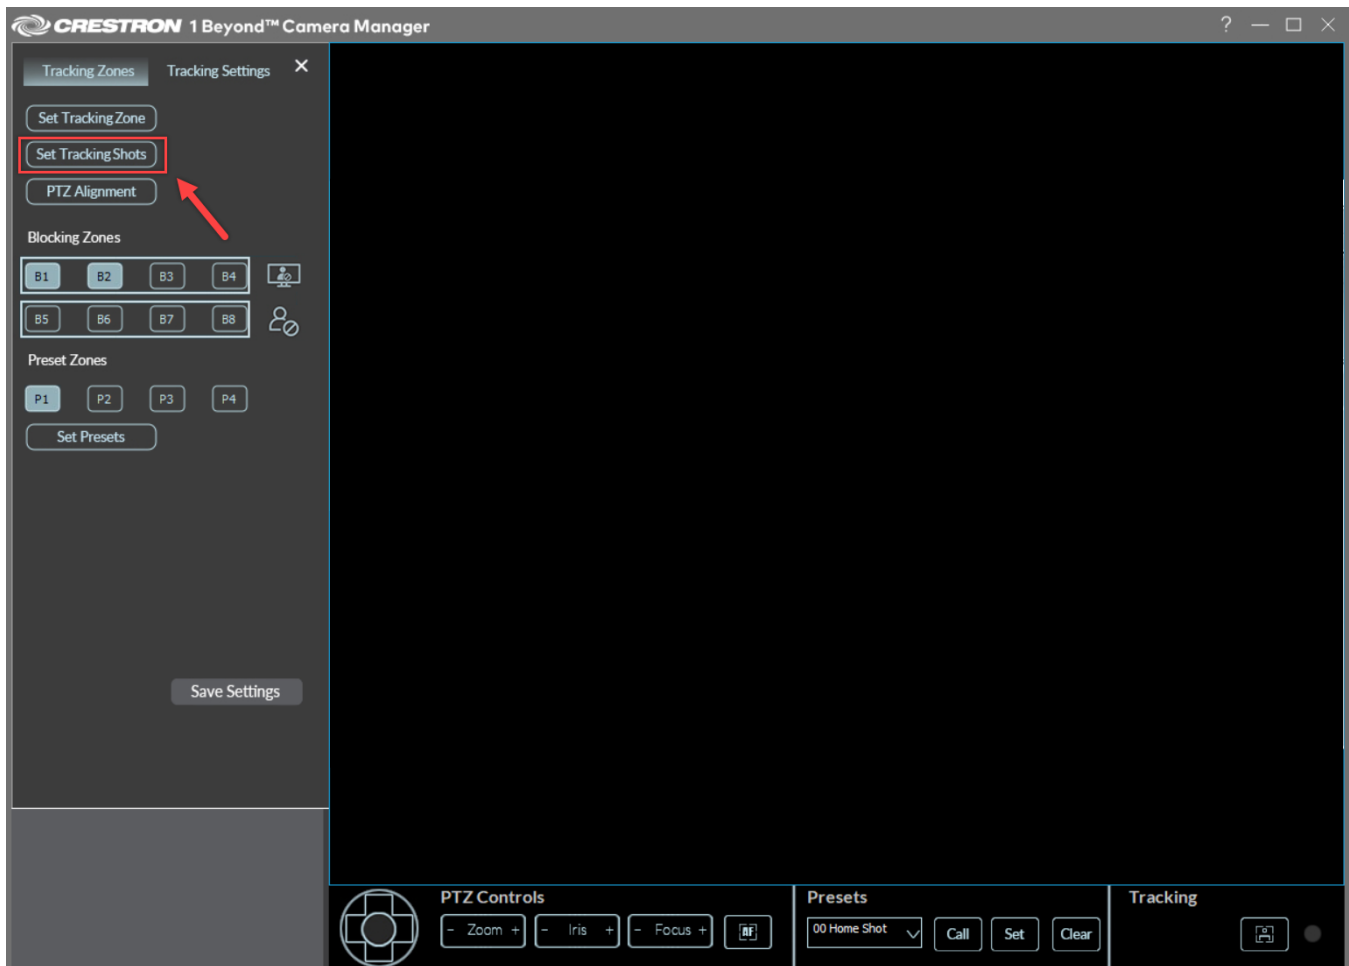 CRESTRON 1 Beyond™ Camera Manager ?
Tracking Zones Tracking Settings
Set Tracking Zone
Set Tracking Shots
PTZ Alignment
Blocking Zones
B1 B2 B3 B4
B5 B6 B7 B8
Preset Zones
P1 P2 P3 P4
Set Presets
Save Settings
PTZ Controls Presets Tracking
- Zoom + - Iris + - Focus + AF 00 Home Shot Call Set Clear